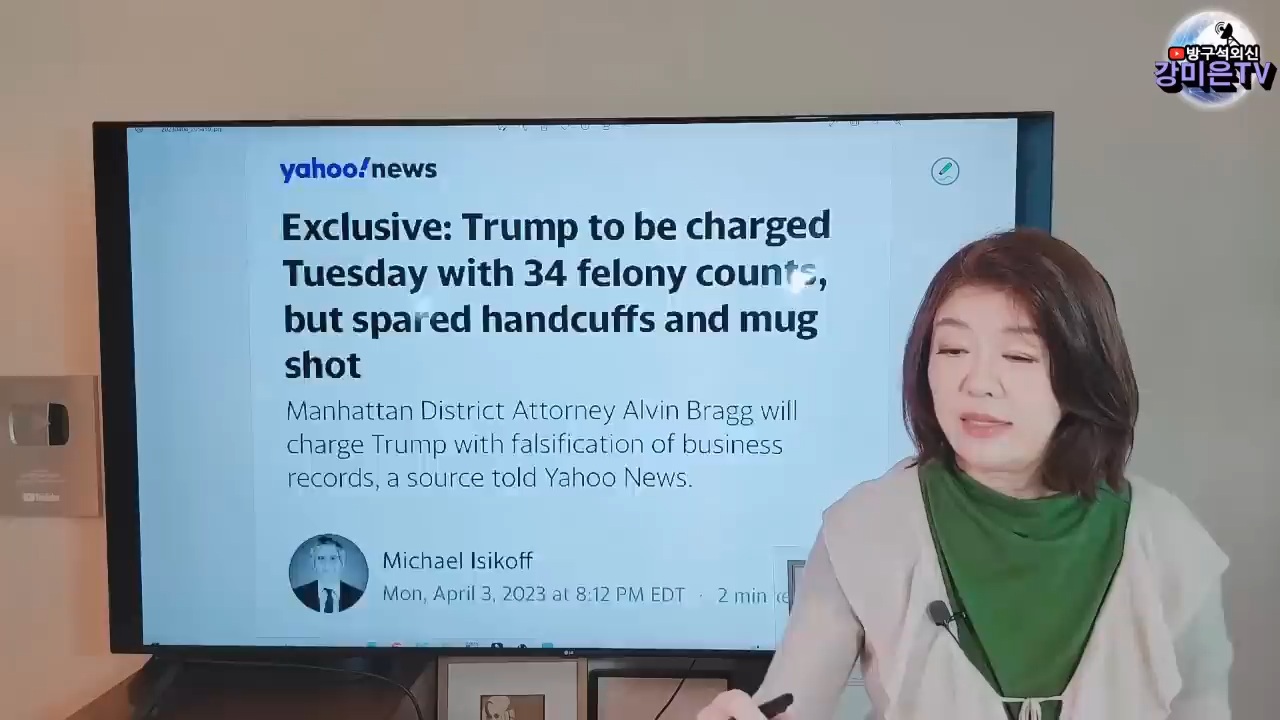 방구석외신
강미은TV
yahoo!news
Exclusive: Trump to be charged
Tuesday with 34 felony counts,
but spared handcuffs and mug
shot
Manhattan District Attorney Alvin Bragg will
charge Trump with falsification of business
records, a source told Yahoo News.
Michael Isikoff
Mon, April 3, 2023 at 8:12 PM EDT · 2 min
YouTube
LG